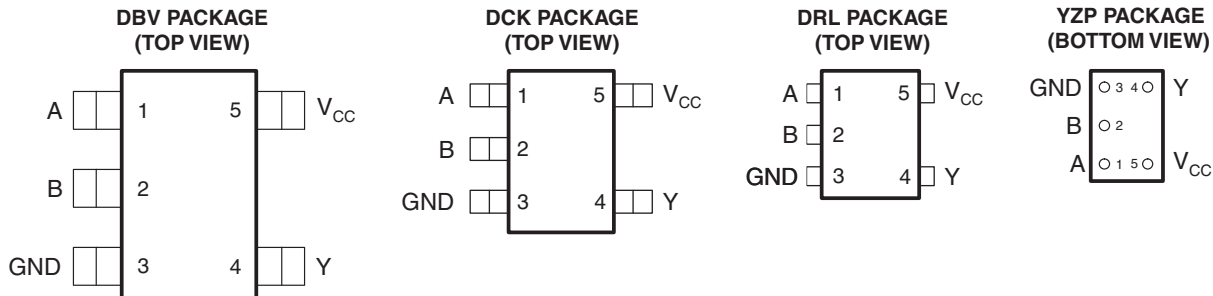 DBV PACKAGE
(TOP VIEW)
A 1 5 VCC
B 2
GND 3 4 Y
DCK PACKAGE
(TOP VIEW)
A 1 5 VCC
B 2
GND 3 4 Y
DRL PACKAGE
(TOP VIEW)
A 1 5 VCC
B 2
GND 3 4 Y
YZP PACKAGE
(BOTTOM VIEW)
GND 3 4 Y
B 2
A 1 5 VCC